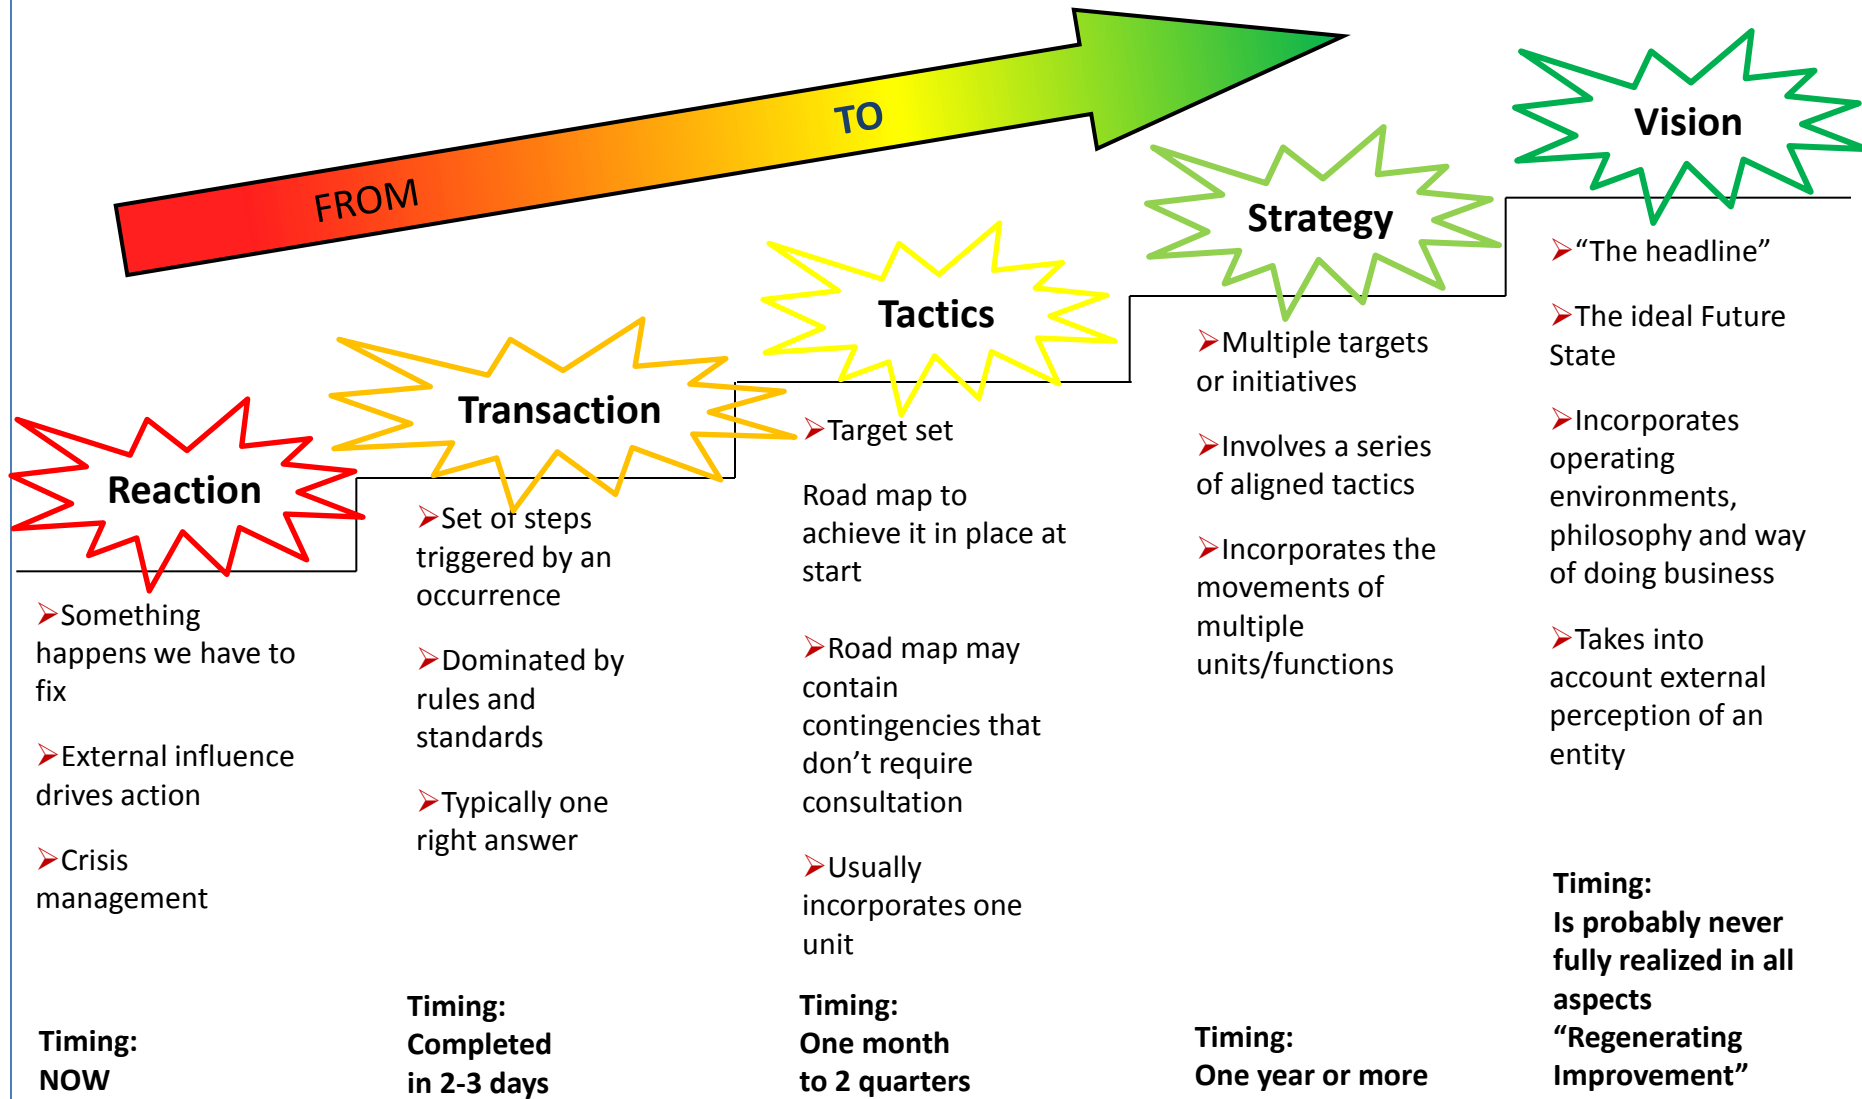 FROM
TO
Reaction
➢Something
happens we have to
fix
➢External influence
drives action
➢Crisis
management
Timing:
NOW
Transaction
➢Set of steps
triggered by an
occurrence
➢Dominated by
rules and
standards
➢Typically one
right answer
Timing:
Completed
in 2-3 days
Tactics
➢Target set
Road map to
achieve it in place at
start
➢Road map may
contain
contingencies that
don’t require
consultation
➢Usually
incorporates one
unit
Timing:
One month
to 2 quarters
Strategy
➢Multiple targets
or initiatives
➢Involves a series
of aligned tactics
➢Incorporates the
movements of
multiple
units/functions
Timing:
One year or more
Vision
➢“The headline”
➢The ideal Future
State
➢Incorporates
operating
environments,
philosophy and way
of doing business
➢Takes into
account external
perception of an
entity
Timing:
Is probably never
fully realized in all
aspects
“Regenerating
Improvement”